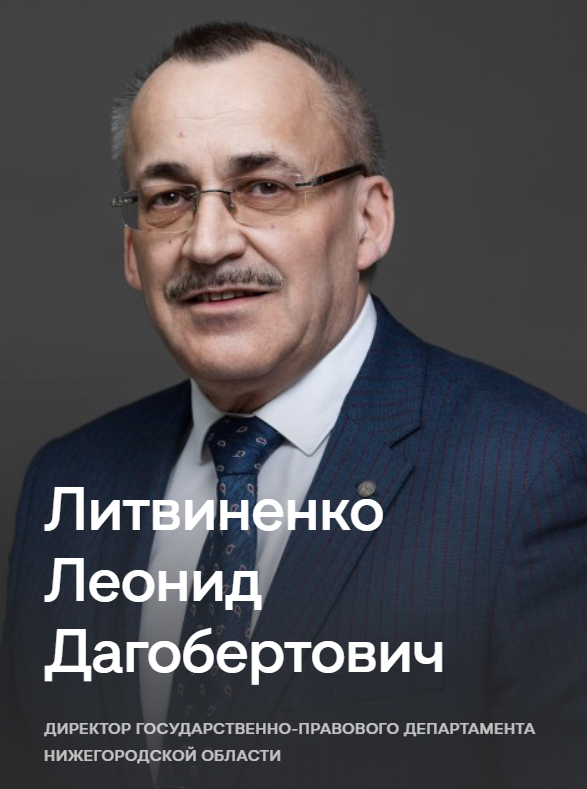 Литвиненко
Леонид
Дагобертович
ДИРЕКТОР ГОСУДАРСТВЕННО-ПРАВОВОГО ДЕПАРТАМЕНТА
НИЖЕГОРОДСКОЙ ОБЛАСТИ